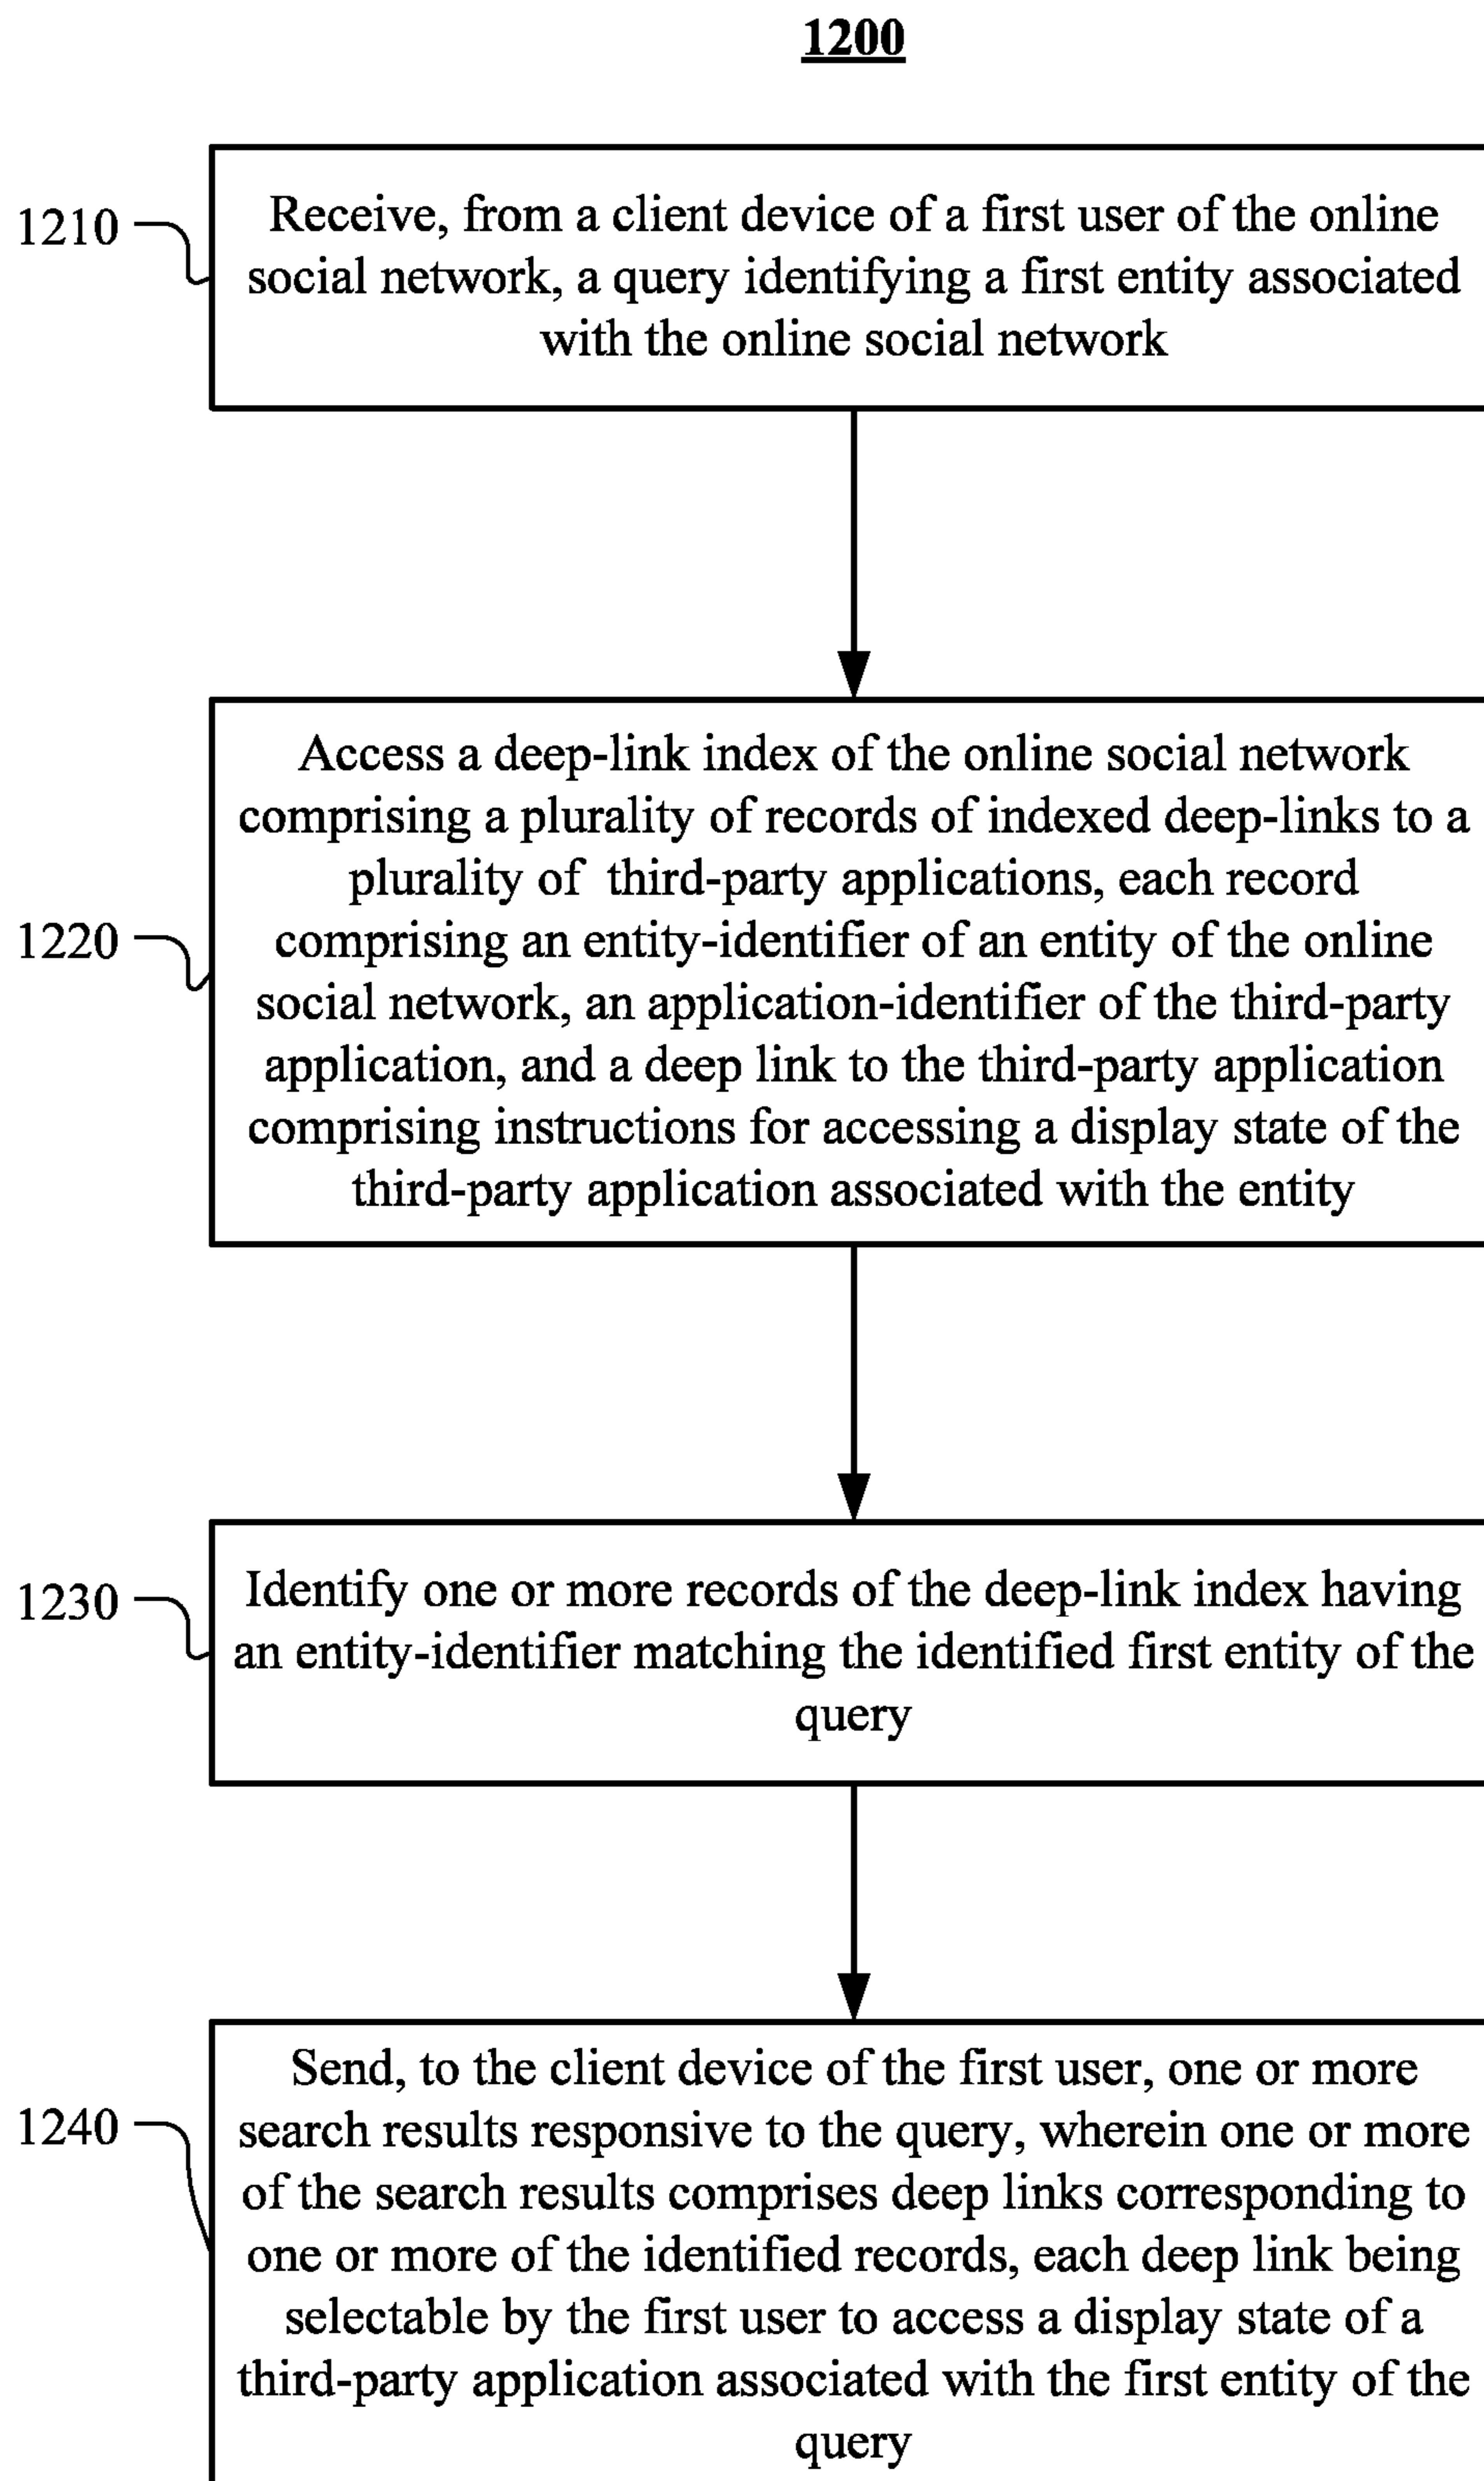 1200
1210
Receive, from a client device of a first user of the online
social network, a query identifying a first entity associated
with the online social network
1220
Access a deep-link index of the online social network
comprising a plurality of records of indexed deep-links to a
plurality of third-party applications, each record
comprising an entity-identifier of an entity of the online
social network, an application-identifier of the third-party
application, and a deep link to the third-party application
comprising instructions for accessing a display state of the
third-party application associated with the entity
1230
Identify one or more records of the deep-link index having
an entity-identifier matching the identified first entity of the
query
1240
Send, to the client device of the first user, one or more
search results responsive to the query, wherein one or more
of the search results comprises deep links corresponding to
one or more of the identified records, each deep link being
selectable by the first user to access a display state of a
third-party application associated with the first entity of the
query